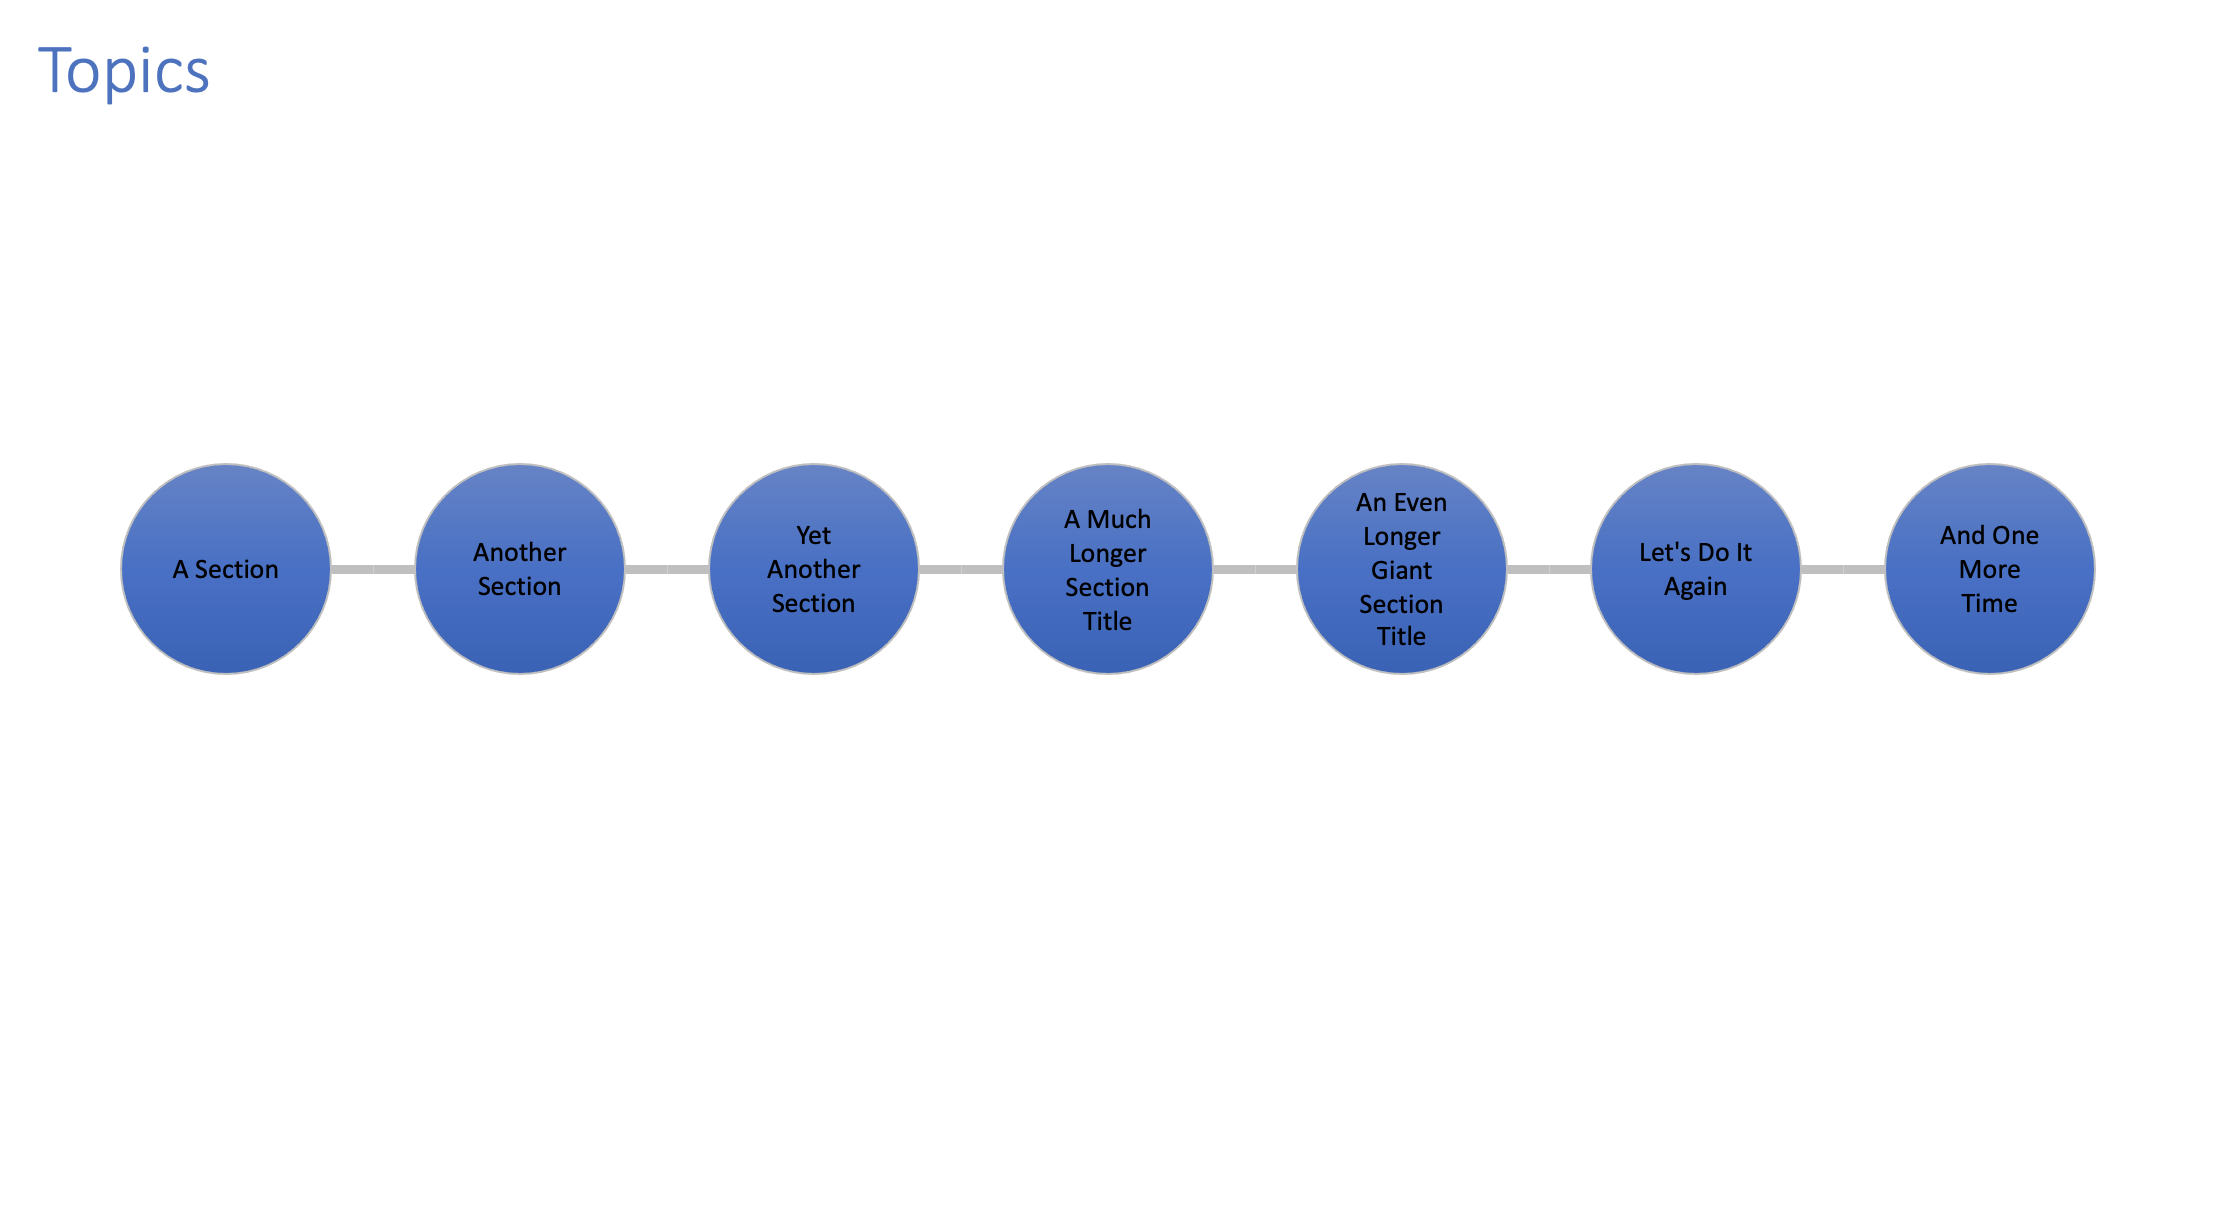 Topics
A Section
Another
Section
Yet
Another
Section
A Much
Longer
Section
Title
An Even
Longer
Giant
Section
Title
Let's Do It
Again
And One
More
Time